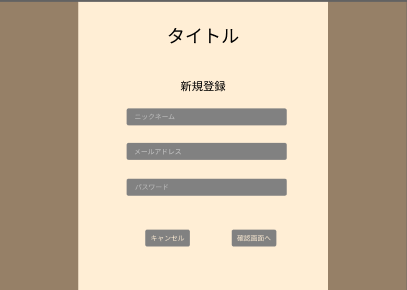 タイトル
新規登録
ニックネーム
メールアドレス
パスワード
キャンセル
確認画面へ